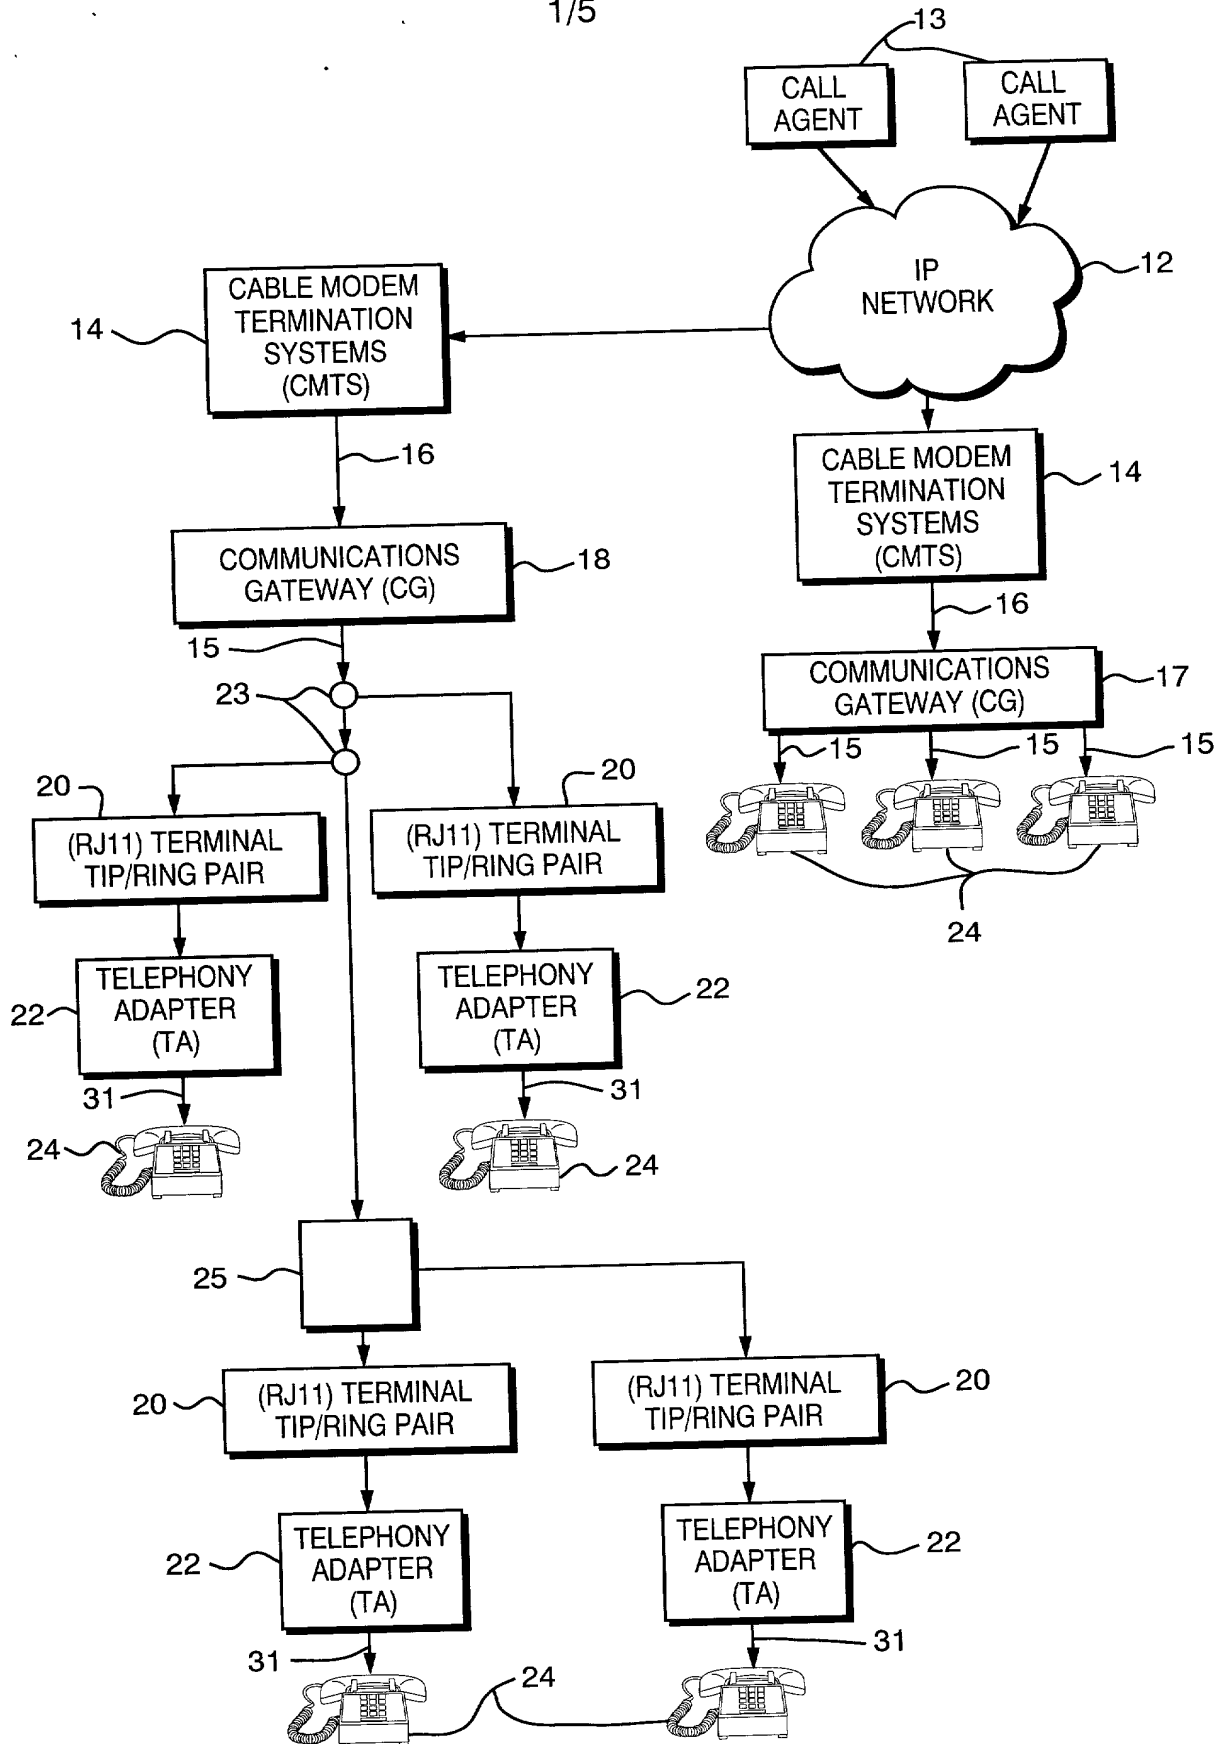 1/5
13
CALL
AGENT
CALL
AGENT
IP
NETWORK
12
CABLE MODEM
TERMINATION
SYSTEMS
(CMTS)
14
16
CABLE MODEM
TERMINATION
SYSTEMS
(CMTS)
14
COMMUNICATIONS
GATEWAY (CG)
18
16
15
COMMUNICATIONS
GATEWAY (CG)
17
23
15
15
15
20
20
(RJ11) TERMINAL
TIP/RING PAIR
(RJ11) TERMINAL
TIP/RING PAIR
24
TELEPHONY
ADAPTER
(TA)
22
TELEPHONY
ADAPTER
(TA)
22
31
31
24
24
25
(RJ11) TERMINAL
TIP/RING PAIR
20
(RJ11) TERMINAL
TIP/RING PAIR
20
TELEPHONY
ADAPTER
(TA)
22
TELEPHONY
ADAPTER
(TA)
22
31
31
24